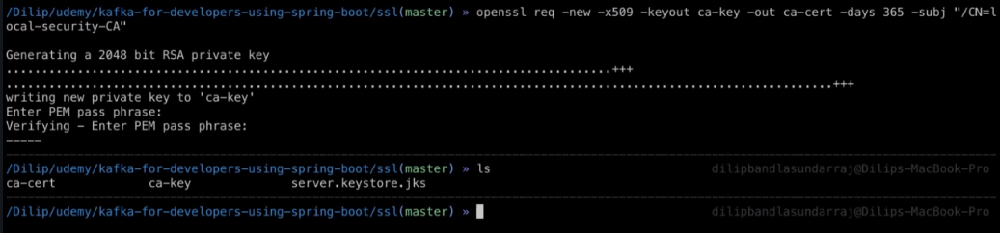 /Dilip/udemy/kafka-for-developers-using-spring-boot/ssl(master) » openssl req -new -x509 -keyout ca-key -out ca-cert -days 365 -subj "/CN=l
ocal-security-CA"
Generating a 2048 bit RSA private key
.....................................................................................+++
....................................................................................................................+++
writing new private key to 'ca-key'
Enter PEM pass phrase:
Verifying - Enter PEM pass phrase:
-----
/Dilip/udemy/kafka-for-developers-using-spring-boot/ssl(master) » ls dilipbandlasundarraj@Dilips-MacBook-Pro
ca-cert ca-key server.keystore.jks
/Dilip/udemy/kafka-for-developers-using-spring-boot/ssl(master) » dilipbandlasundarraj@Dilips-MacBook-Pro